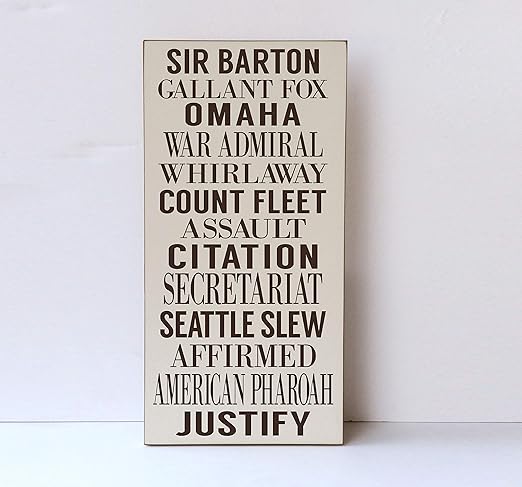 SIR BARTON
GALLANT FOX
OMAHA
WAR ADMIRAL
WHIRLAWAY
COUNT FLEET
ASSAULT
CITATION
SECRETARIAT
SEATTLE SLEW
AFFIRMED
AMERICAN PHAROAH
JUSTIFY